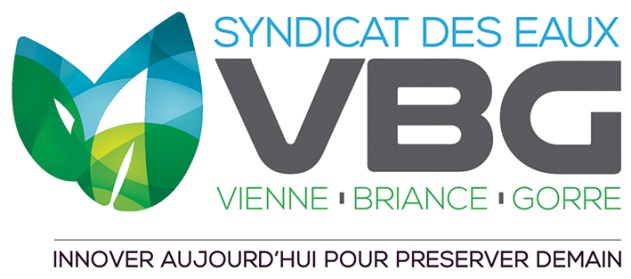 SYNDICAT DES EAUX
VBG
VIENNE ı BRIANCE ı GORRE
INNOVER AUJOURD'HUI POUR PRESERVER DEMAIN